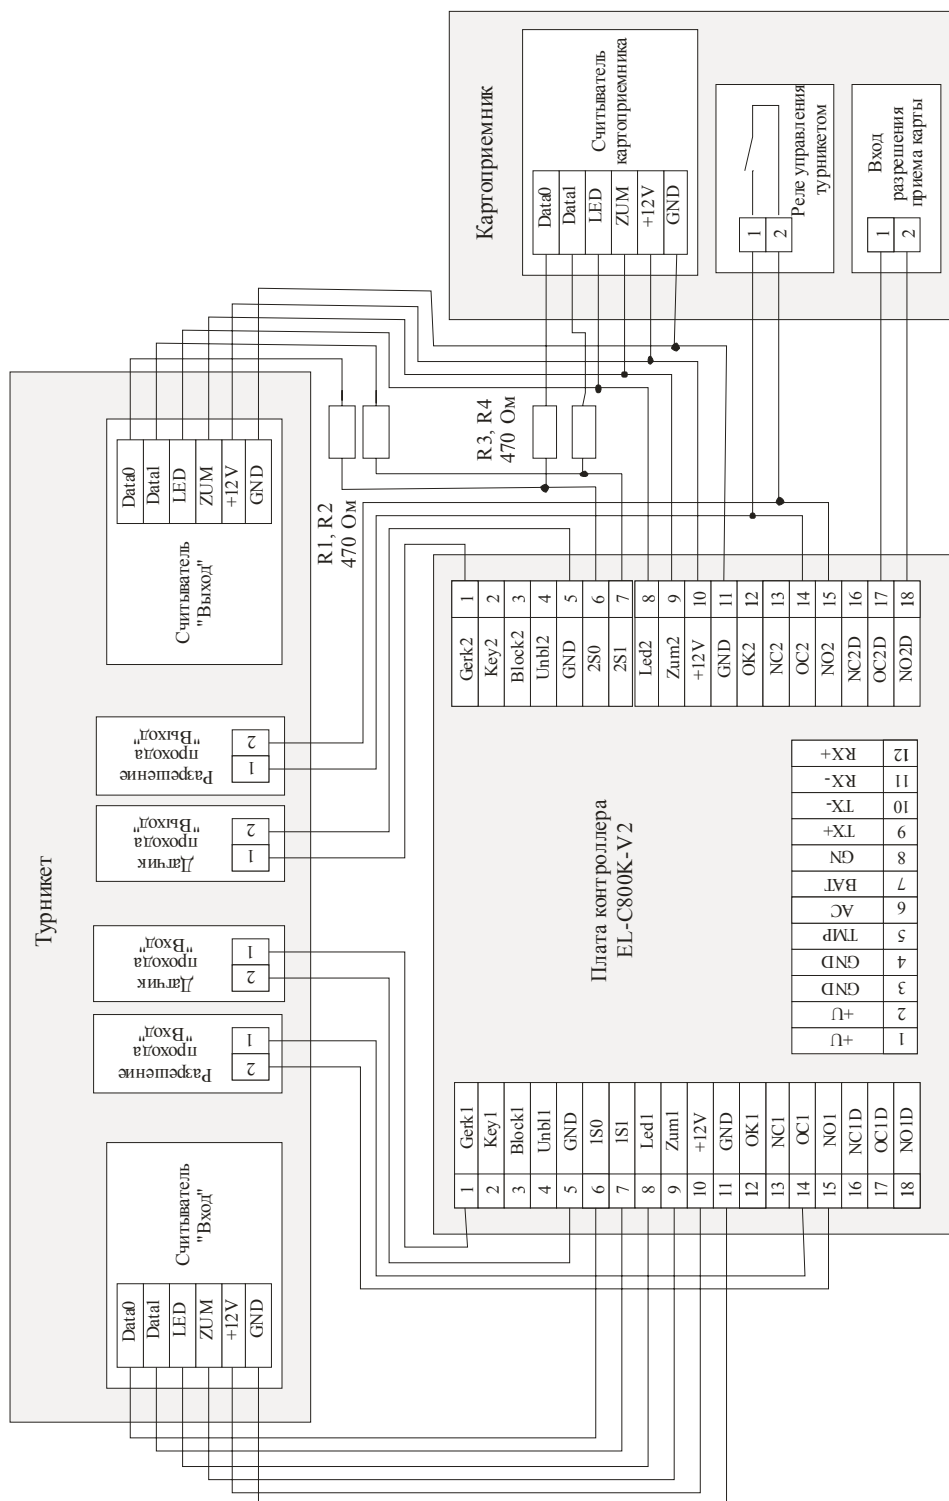 Картоприемник
Считыватель
картоприемника
Data0
Data1
LED
ZUM
+12V
GND
Реле управления
турникетом
1
2
Вход
разрешения
приема карты
1
2
Турникет
Data0
Data1
LED
ZUM
+12V
GND
Считыватель
"Выход"
R1, R2
470 Ом
R3, R4
470 Ом
Разрешение
прохода
"Выход"
2
1
Датчик
прохода
"Выход"
2
1
Датчик
прохода
"Вход"
1
2
Разрешение
прохода
"Вход"
1
2
Считыватель
"Вход"
Data0
Data1
LED
ZUM
+12V
GND
Плата контроллера
EL-C800K-V2
1 Gerk2
2 Key2
3 Block2
4 Unbl2
5 GND
6 2S0
7 2S1
8 Led2
9 Zum2
10 +12V
11 GND
12 OK2
13 NC2
14 OC2
15 NO2
16 NC2D
17 OC2D
18 NO2D
RX+ 12
RX- 11
TX- 10
TX+ 9
GN 8
BAT 7
AC 6
TMP 5
GND 4
GND 3
+U 2
+U 1
Gerk1 1
Key1 2
Block1 3
Unbl1 4
GND 5
1S0 6
1S1 7
Led1 8
Zum1 9
+12V 10
GND 11
OK1 12
NC1 13
OC1 14
NO1 15
NC1D 16
OC1D 17
NO1D 18